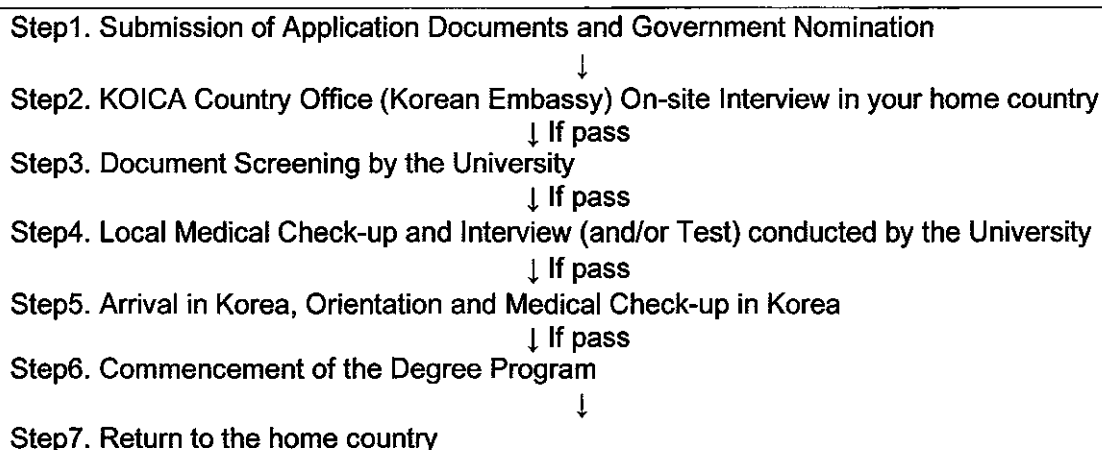 Step1. Submission of Application Documents and Government Nomination
↓
Step2. KOICA Country Office (Korean Embassy) On-site Interview in your home country
↓ If pass
Step3. Document Screening by the University
↓ If pass
Step4. Local Medical Check-up and Interview (and/or Test) conducted by the University
↓ If pass
Step5. Arrival in Korea, Orientation and Medical Check-up in Korea
↓ If pass
Step6. Commencement of the Degree Program
↓
Step7. Return to the home country